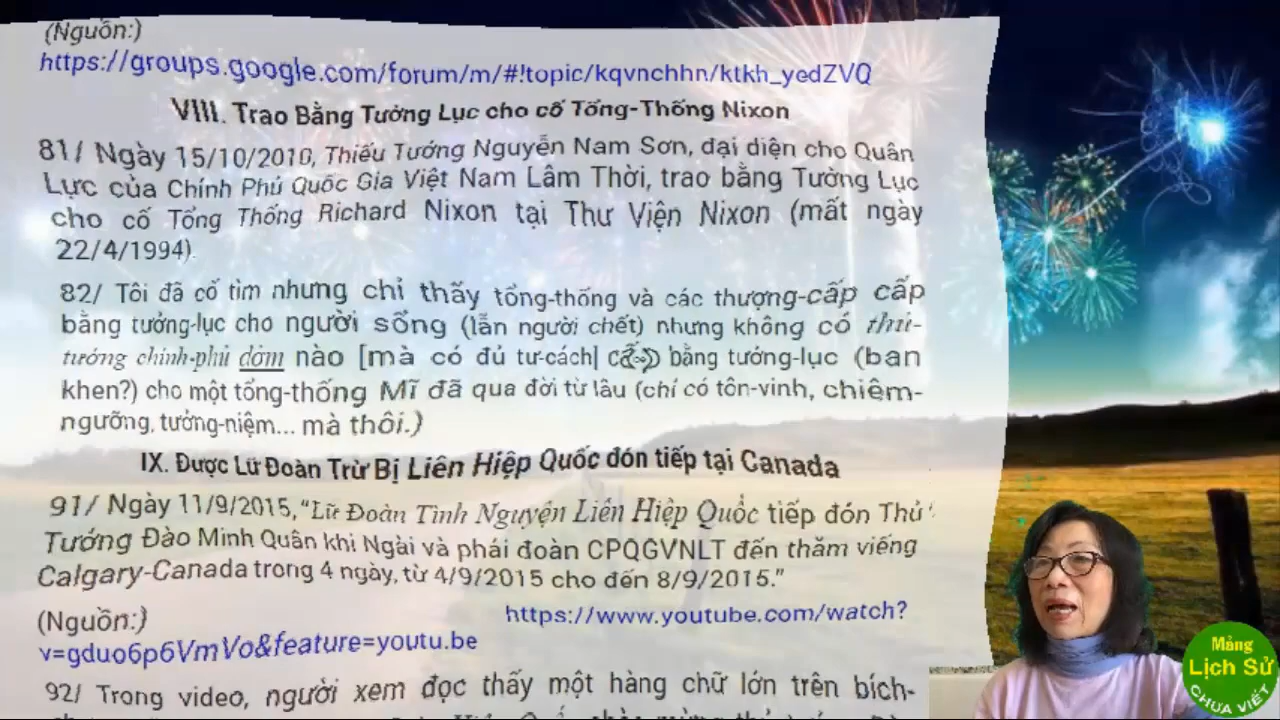 (Nguồn:)
https://groups.google.com/forum/m/#!topic/kqvnchhn/ktkh_yedZVQ
VIII. Trao Bằng Tưởng Lục cho cố Tổng-Thống Nixon
81/ Ngày 15/10/2010, Thiếu Tướng Nguyễn Nam Sơn, đại diện cho Quân
Lực của Chính Phủ Quốc Gia Việt Nam Lâm Thời, trao bằng Tưởng Lục
cho cố Tổng Thống Richard Nixon tại Thư Viện Nixon (mất ngày
22/4/1994).
82/ Tôi đã cố tìm nhưng chỉ thấy tổng-thống và các thượng-cấp cấp
bằng tưởng-lục cho người sống (lẫn người chết) nhưng không có thủ-
tướng chính-phủ dởm nào [mà có đủ tư-cách] bằng tưởng-lục (ban
khen?) cho một tổng-thống Mĩ đã qua đời từ lâu (chỉ có tôn-vinh, chiêm-
ngưỡng, tưởng-niệm... mà thôi.)
IX. Được Lữ Đoàn Trừ Bị Liên Hiệp Quốc đón tiếp tại Canada
91/ Ngày 11/9/2015, "Lữ Đoàn Tình Nguyện Liên Hiệp Quốc tiếp đón Thủ
Tướng Đào Minh Quân khi Ngài và phái đoàn CPQGVNLT đến thăm viếng
Calgary-Canada trong 4 ngày, từ 4/9/2015 cho đến 8/9/2015."
(Nguồn:) https://www.youtube.com/watch?
v=gduo6p6VmVo&feature=youtu.be
92/ Trong video, người xem đọc thấy một hàng chữ lớn trên bích-
Mảng
Lịch Sử
CHƯA VIẾT